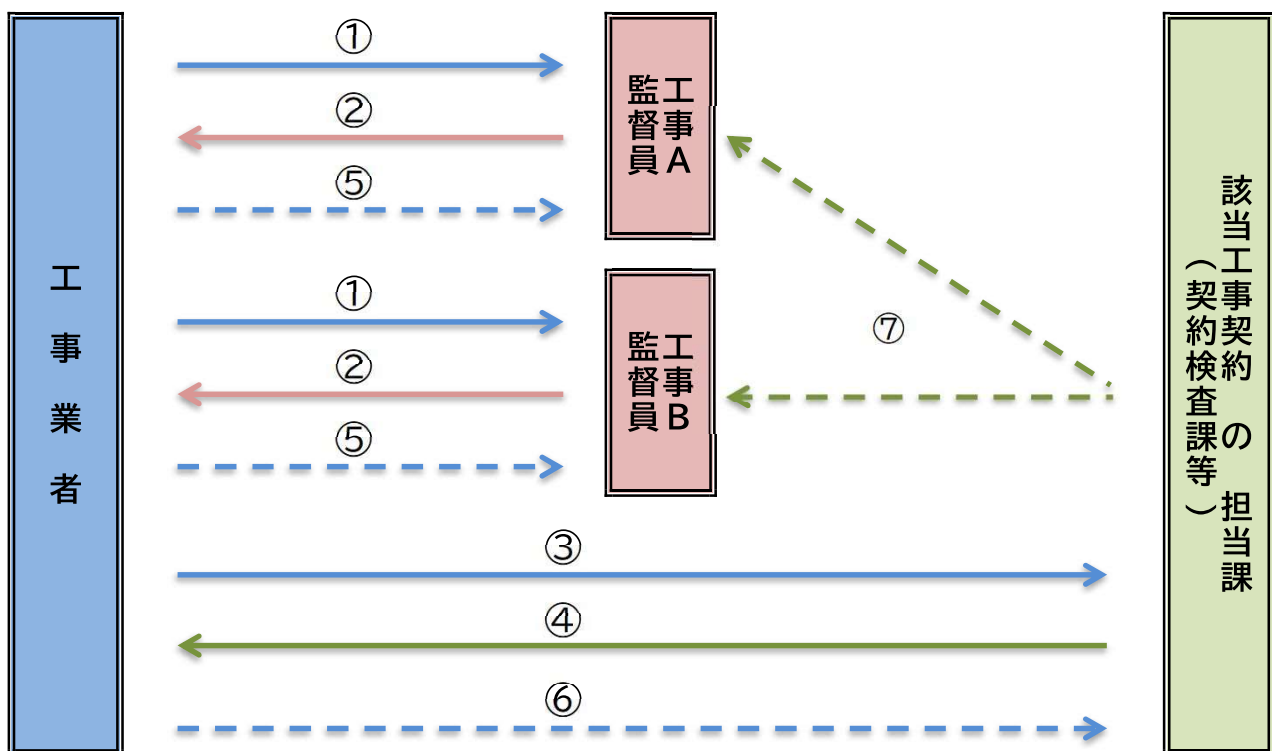 工事業者
①
②
⑤
工事A
監督員
①
②
⑤
工事B
監督員
⑦
③
④
⑥
該当工事契約 の 担当課
（契約検査課等）